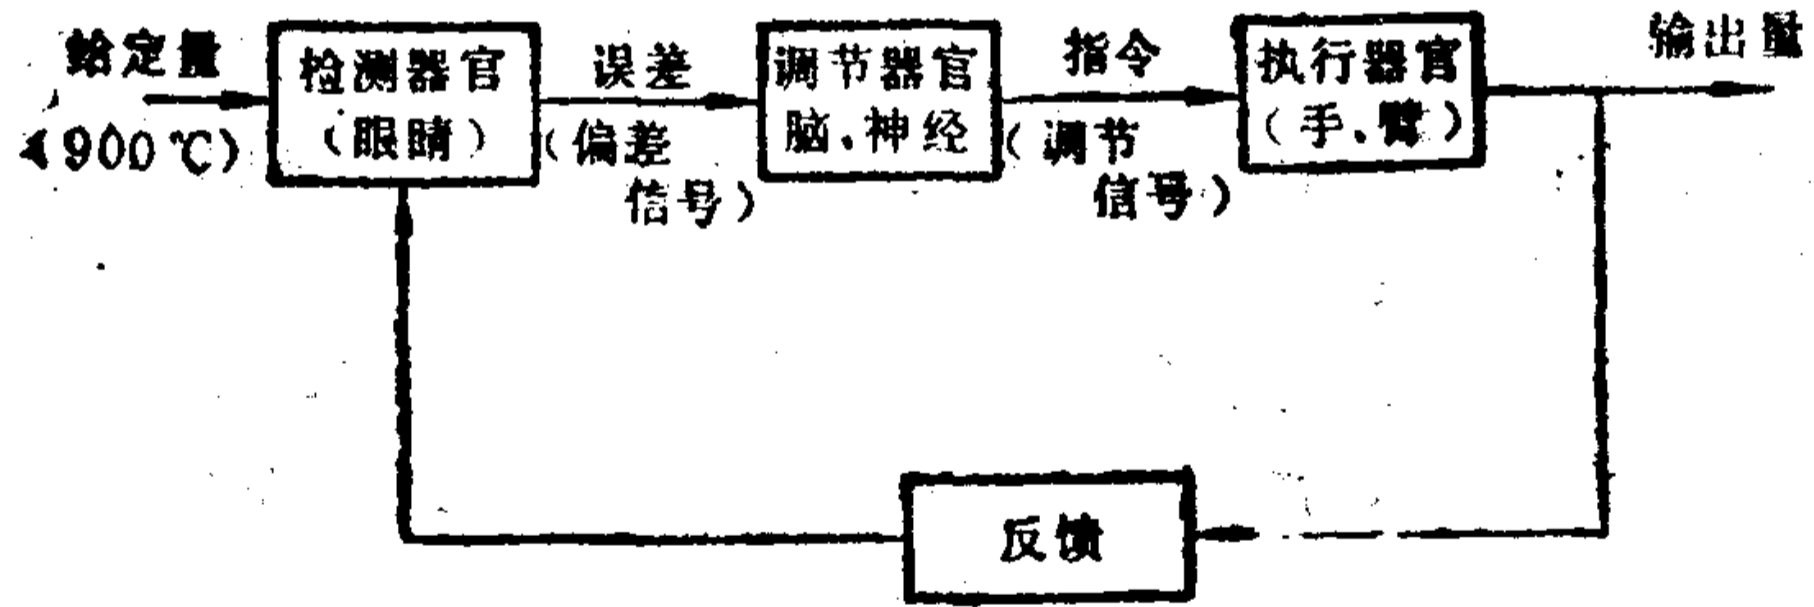 给定量
(900℃)
检测器官
（眼睛）
误差
（偏差
信号）
调节器官
脑、神经
指令
（调节
信号）
执行器官
（手、臂）
输出量
反馈